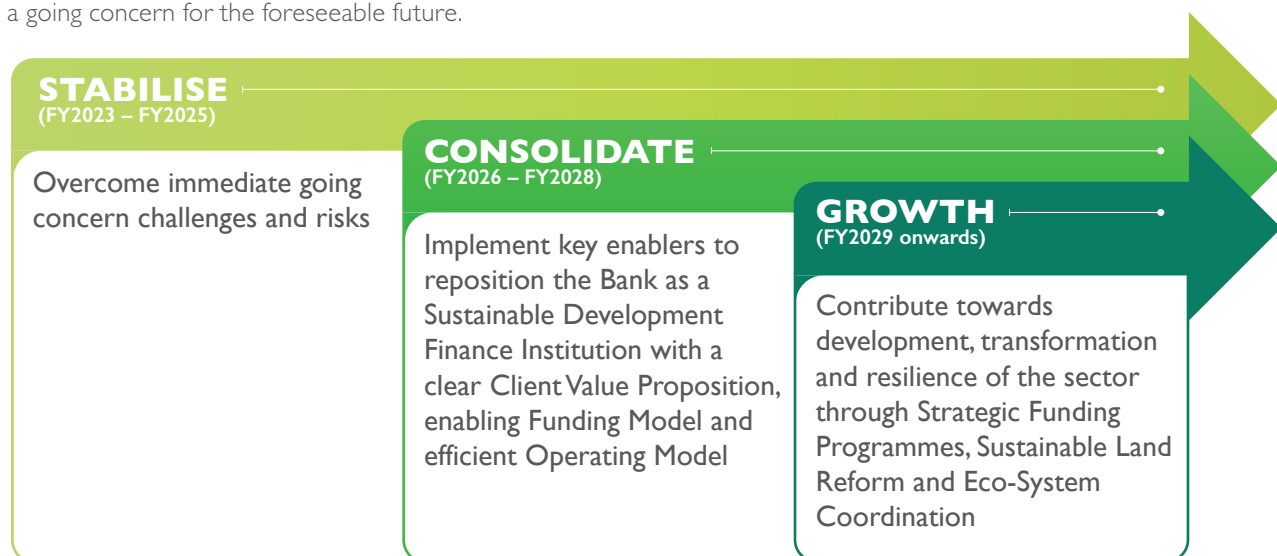 a going concern for the foreseeable future.
STABILISE
(FY2023 – FY2025)
Overcome immediate going
concern challenges and risks
CONSOLIDATE
(FY2026 – FY2028)
Implement key enablers to
reposition the Bank as a
Sustainable Development
Finance Institution with a
clear Client Value Proposition,
enabling Funding Model and
efficient Operating Model
GROWTH
(FY2029 onwards)
Contribute towards
development, transformation
and resilience of the sector
through Strategic Funding
Programmes, Sustainable Land
Reform and Eco-System
Coordination